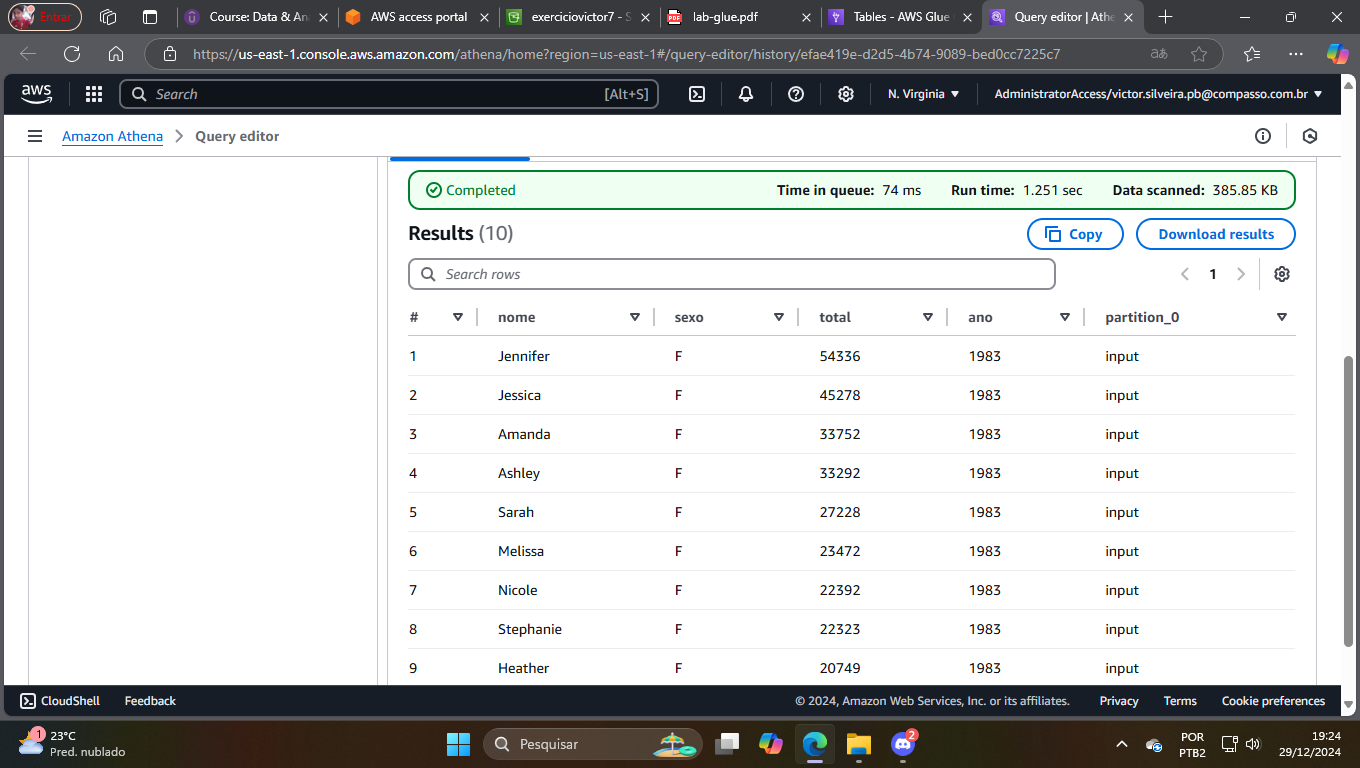 Entrar
Course: Data & An
AWS access portal
exerciciovictor7 - S
lab-glue.pdf
Tables - AWS Glue
Query editor | Athe
https://us-east-1.console.aws.amazon.com/athena/home?region=us-east-1#/query-editor/history/efae419e-d2d5-4b74-9089-bed0cc7225c7
aws
Search [Alt+S]
N. Virginia
AdministratorAccess/victor.silveira.pb@compasso.com.br
Amazon Athena
Query editor
Completed
Time in queue: 74 ms
Run time: 1.251 sec
Data scanned: 385.85 KB
Results (10)
Copy
Download results
Search rows
1
# nome sexo total ano partition_0
1 Jennifer F 54336 1983 input
2 Jessica F 45278 1983 input
3 Amanda F 33752 1983 input
4 Ashley F 33292 1983 input
5 Sarah F 27228 1983 input
6 Melissa F 23472 1983 input
7 Nicole F 22392 1983 input
8 Stephanie F 22323 1983 input
9 Heather F 20749 1983 input
CloudShell
Feedback
© 2024, Amazon Web Services, Inc. or its affiliates.
Privacy
Terms
Cookie preferences
1
23°C
Pred. nublado
Pesquisar
2
POR
PTB2
19:24
29/12/2024